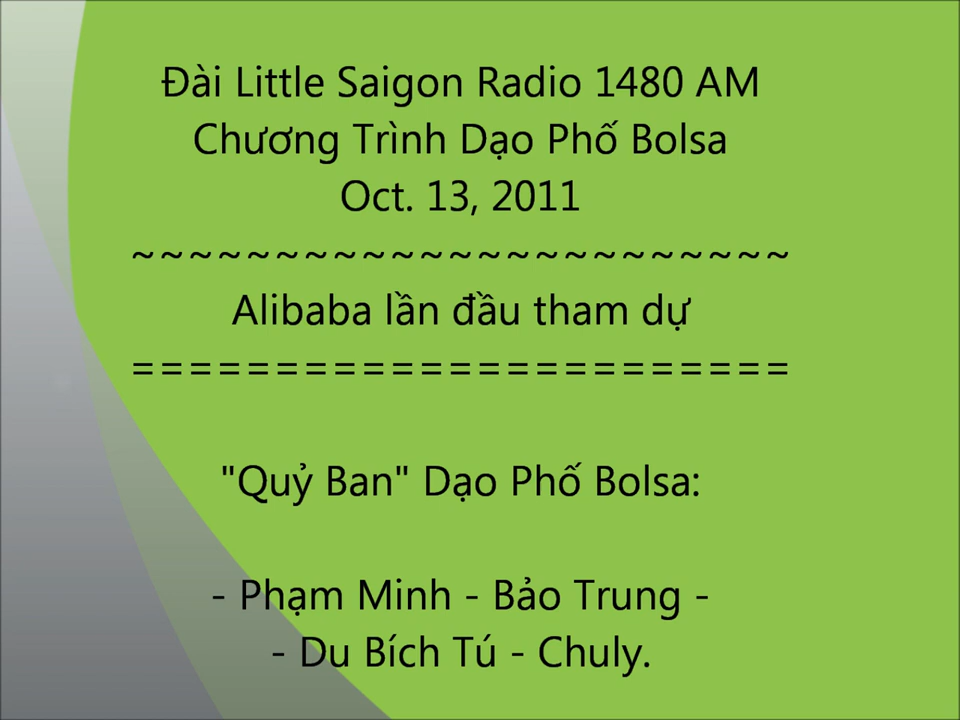 Đài Little Saigon Radio 1480 AM
Chương Trình Dạo Phố Bolsa
Oct. 13, 2011
~~~~~~~~~~~~~~~~~~~~~~~
Alibaba lần đầu tham dự
=======================
"Quỷ Ban" Dạo Phố Bolsa:
- Phạm Minh - Bảo Trung -
- Du Bích Tú - Chuly.